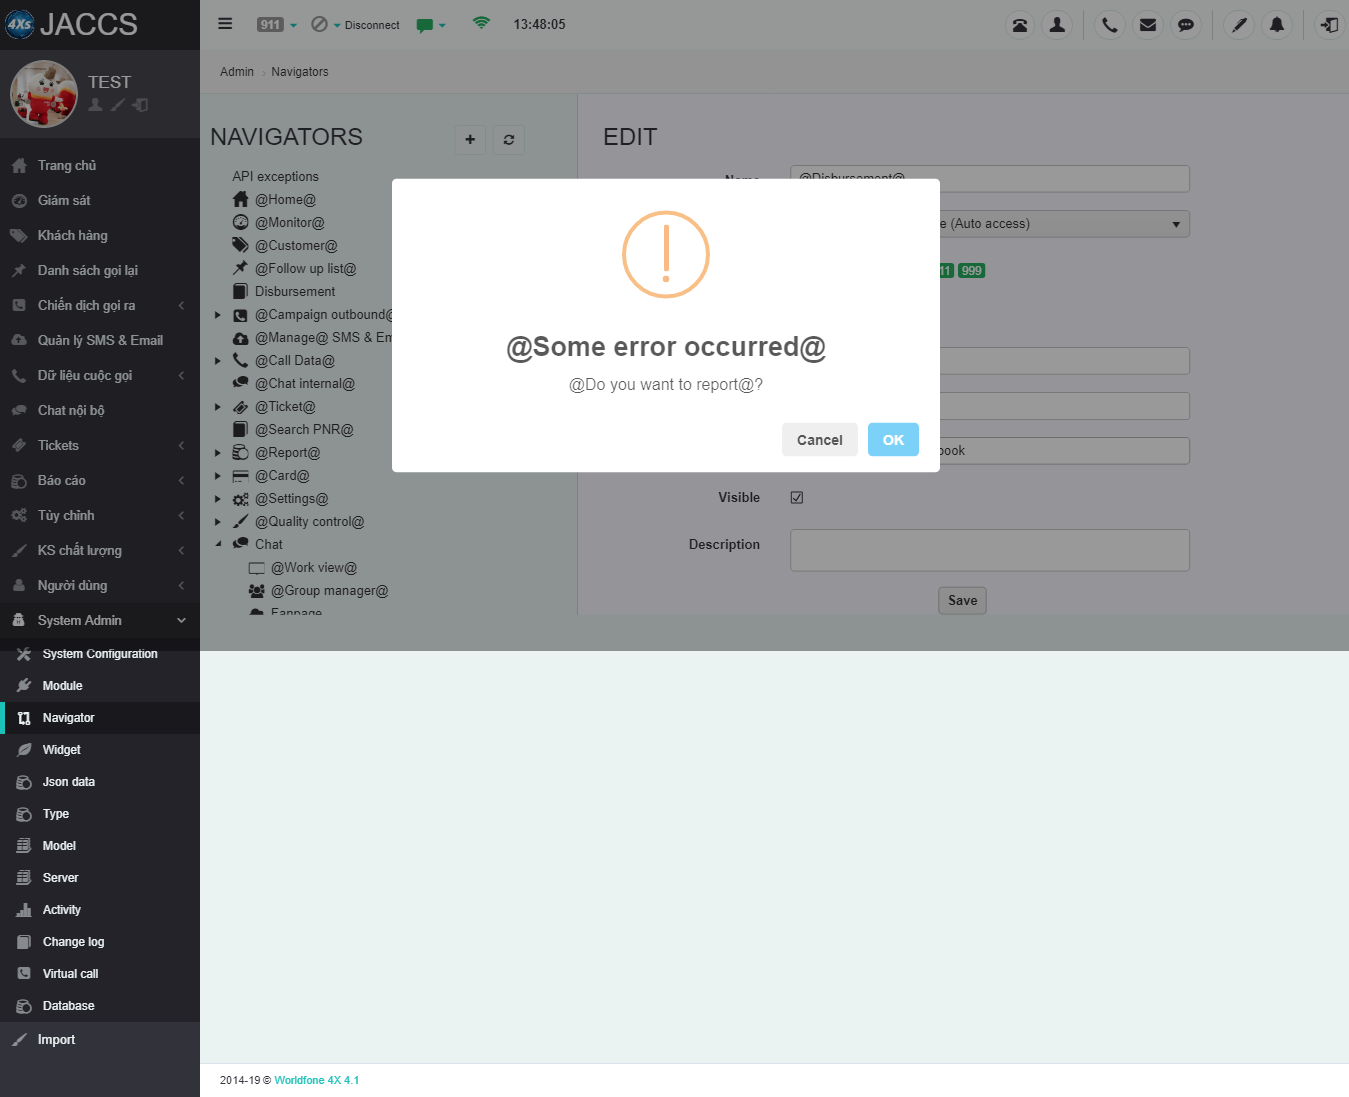 4Xs JACCS
911
Disconnect
13:48:05
TEST
Admin
Navigators
Trang chủ
Giám sát
Khách hàng
Danh sách gọi lại
Chiến dịch gọi ra
Quản lý SMS & Email
Dữ liệu cuộc gọi
Chat nội bộ
Tickets
Báo cáo
Tùy chỉnh
KS chất lượng
Người dùng
System Admin
System Configuration
Module
Navigator
Widget
Json data
Type
Model
Server
Activity
Change log
Virtual call
Database
Import
NAVIGATORS
API exceptions
@Home@
@Monitor@
@Customer@
@Follow up list@
Disbursement
@Campaign outbound@
@Manage@ SMS & Em
@Call Data@
@Chat internal@
@Ticket@
@Search PNR@
@Report@
@Card@
@Settings@
@Quality control@
Chat
@Work view@
@Group manager@
Fanpage
EDIT
Name
@Disbursement@
e (Auto access)
11 999
book
Visible
Description
Save
@Some error occurred@
@Do you want to report@?
Cancel
OK
2014-19 © Worldfone 4X 4.1